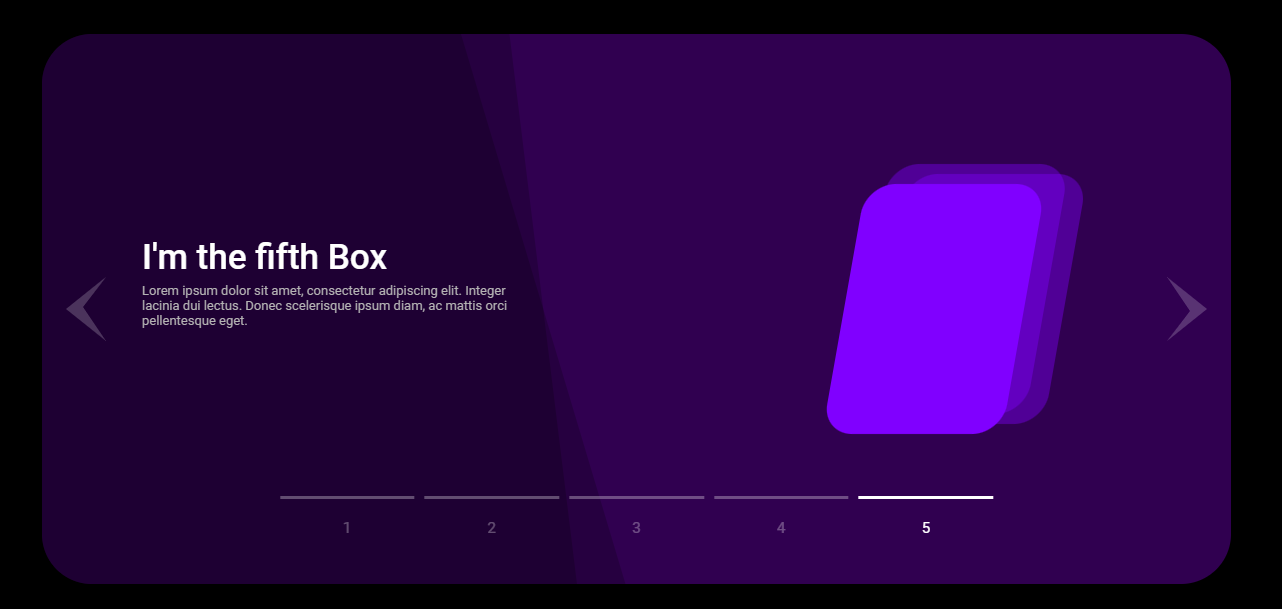 I'm the fifth Box
Lorem ipsum dolor sit amet, consectetur adipiscing elit. Integer
lacinia dui lectus. Donec scelerisque ipsum diam, ac mattis orci
pellentesque eget.
1 2 3 4 5